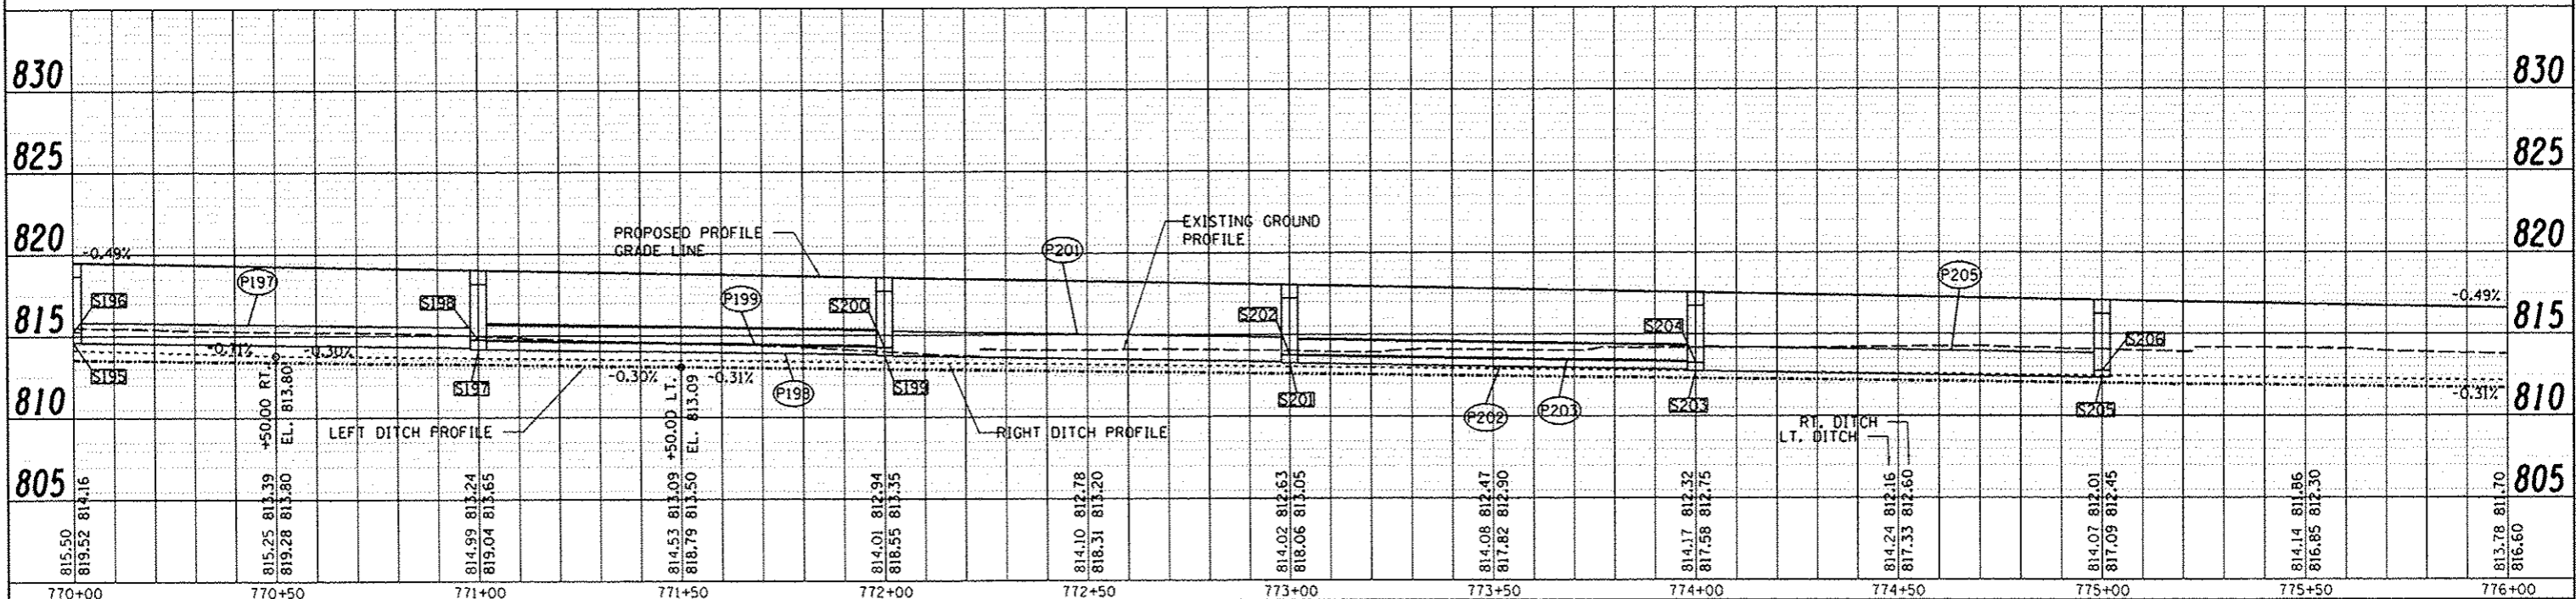 830 830
825 825
820 820
815 815
810 810
805 805
-0.49%
PROPOSED PROFILE
GRADE LINE
EXISTING GROUND
PROFILE
P197
P199
P201
P205
-0.49%
S196
S198
S200
S202
S204
S206
-0.71% -0.30%
-0.30% -0.31%
-0.31%
S195
S197
P198
S199
S201
P202
P203
S203
S205
LEFT DITCH PROFILE
RIGHT DITCH PROFILE
RT. DITCH
LT. DITCH
+50.00 RT.
EL. 813.80
+50.00 LT.
EL. 813.09
815.50
819.52 814.16
815.25 813.39
819.28 813.80
814.99 813.24
819.04 813.65
814.53 813.09
818.79 813.50
814.01 812.94
818.55 813.35
814.10 812.78
818.31 813.20
814.02 812.63
818.06 813.05
814.08 812.47
817.82 812.90
814.17 812.32
817.58 812.75
814.24 812.16
817.33 812.60
814.07 812.01
817.09 812.45
814.14 811.86
816.85 812.30
813.78 811.70
816.60
770+00 770+50 771+00 771+50 772+00 772+50 773+00 773+50 774+00 774+50 775+00 775+50 776+00